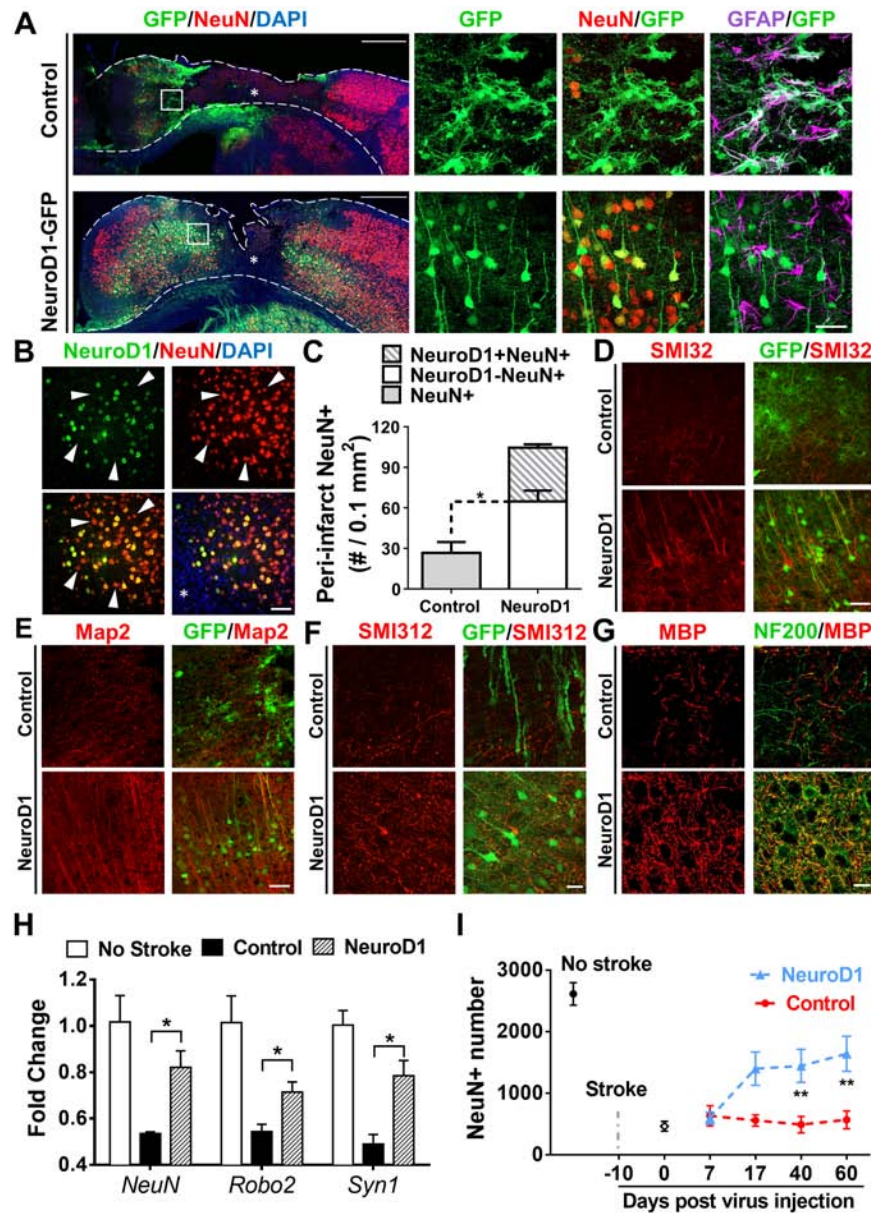 A
GFP/NeuN/DAPI
GFP
NeuN/GFP
GFAP/GFP
Control
*
NeuroD1-GFP
*
B
NeuroD1/NeuN/DAPI
*
C
NeuroD1+NeuN+
NeuroD1-NeuN+
NeuN+
Peri-infarct NeuN+
(# / 0.1 mm²)
120
90
60
30
0
*
Control
NeuroD1
D
SMI32
GFP/SMI32
Control
NeuroD1
E
Map2
GFP/Map2
Control
NeuroD1
F
SMI312
GFP/SMI312
Control
NeuroD1
G
MBP
NF200/MBP
Control
NeuroD1
H
No Stroke
Control
NeuroD1
Fold Change
1.2
1.0
0.8
0.6
0.4
*
*
*
NeuN
Robo2
Syn1
I
NeuN+ number
3000
2000
1000
0
No stroke
Stroke
NeuroD1
Control
**
**
-10
0
7
17
40
60
Days post virus injection